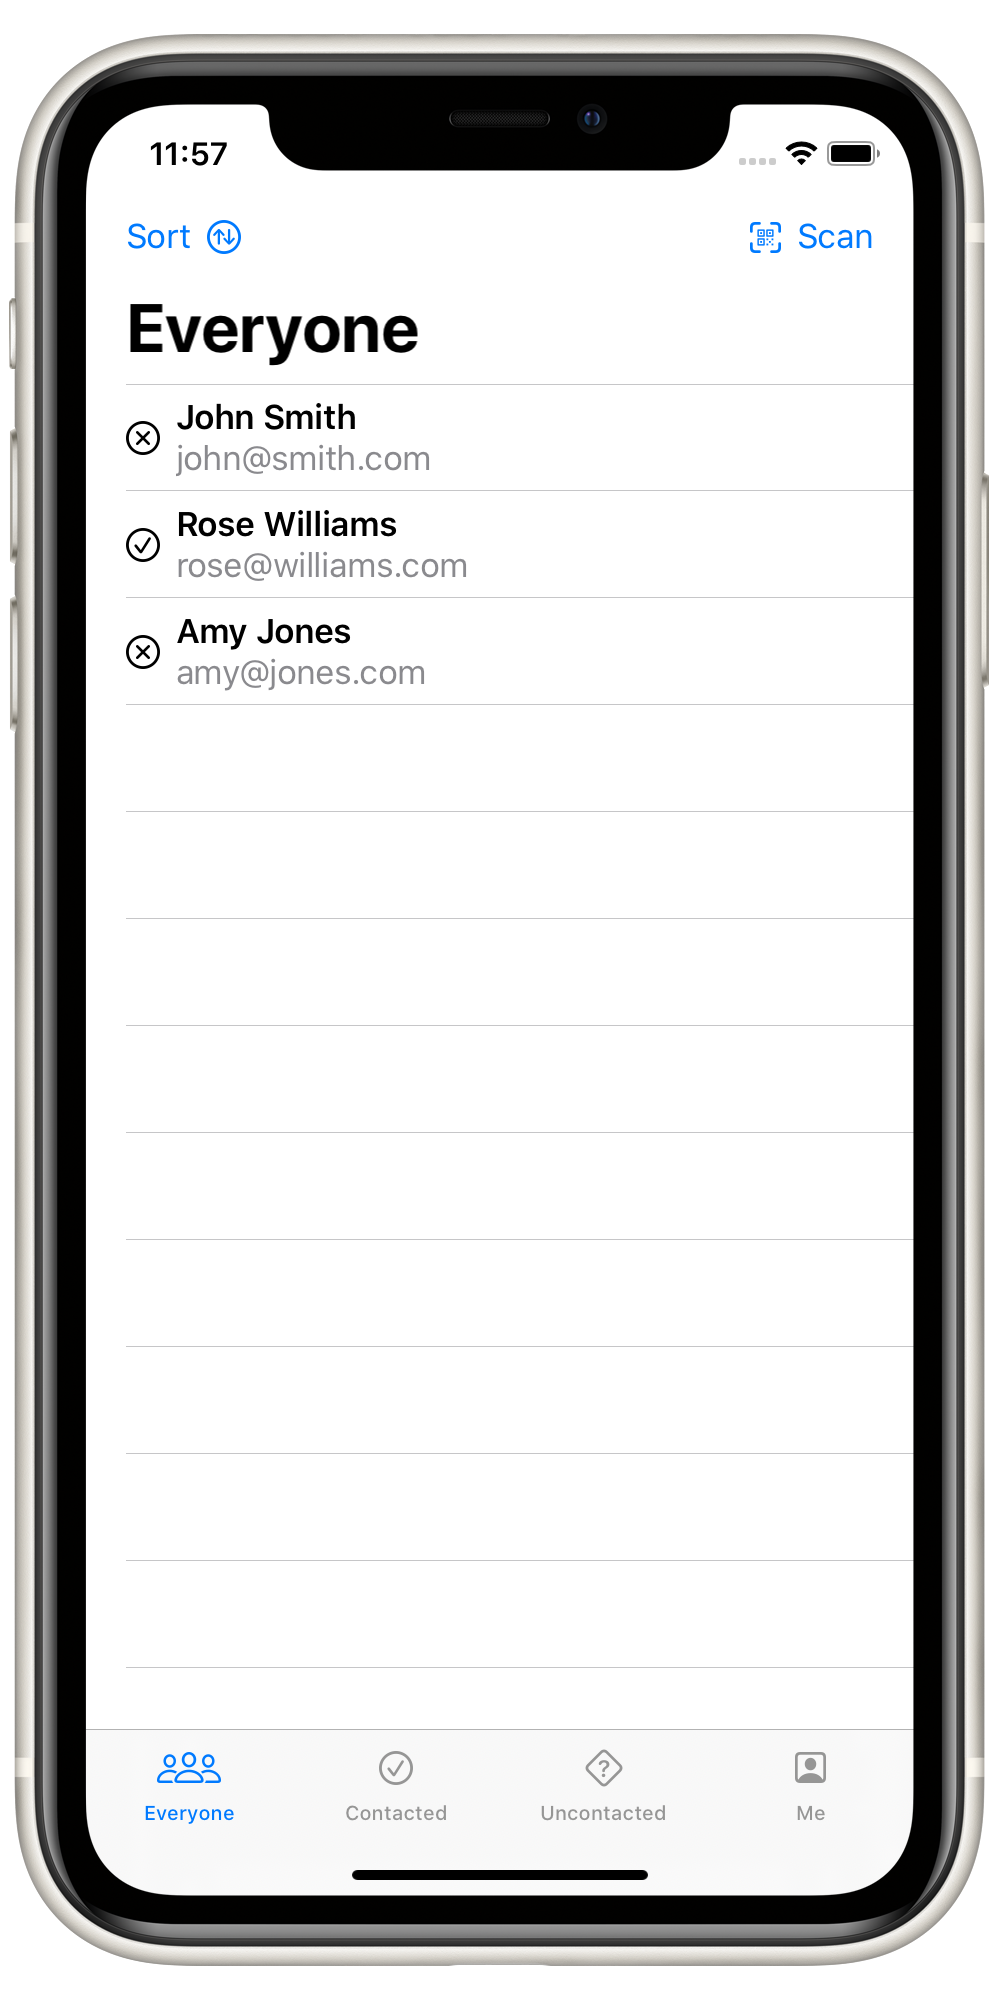 11:57
Sort
Scan
Everyone
John Smith
john@smith.com
Rose Williams
rose@williams.com
Amy Jones
amy@jones.com
Everyone
Contacted
Uncontacted
Me